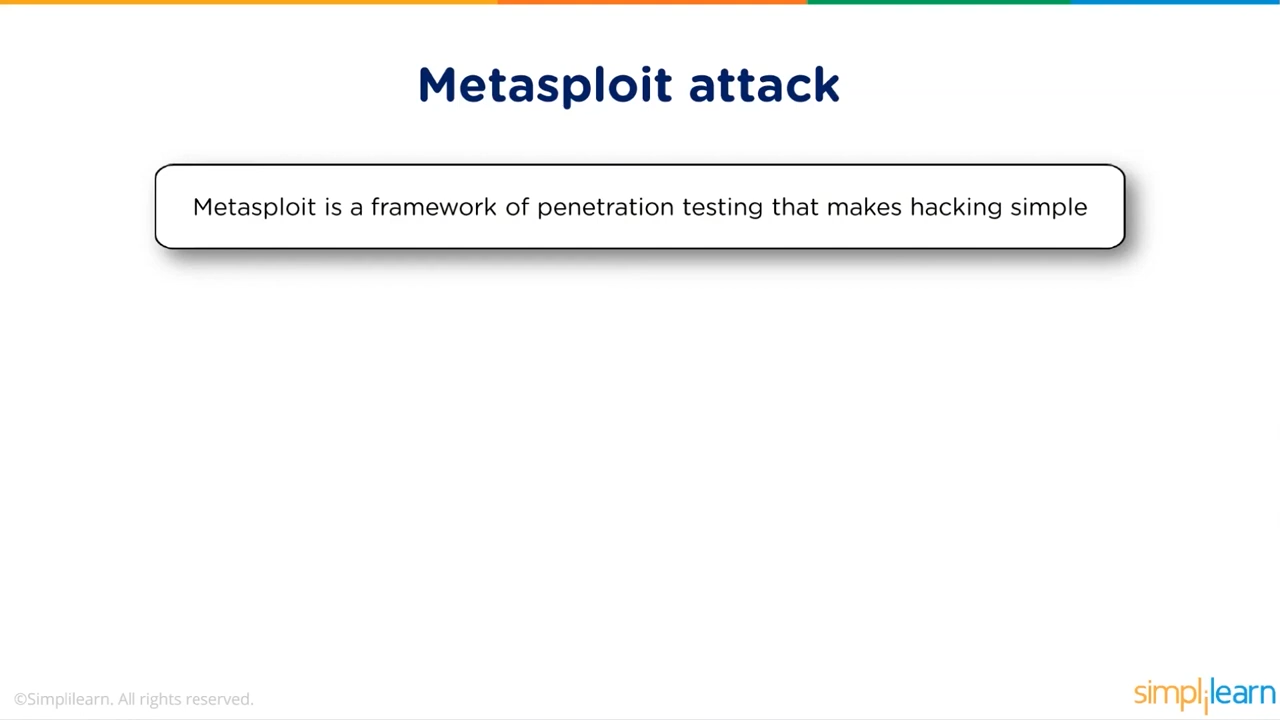 Metasploit attack
Metasploit is a framework of penetration testing that makes hacking simple
©Simplilearn. All rights reserved.
simplilearn